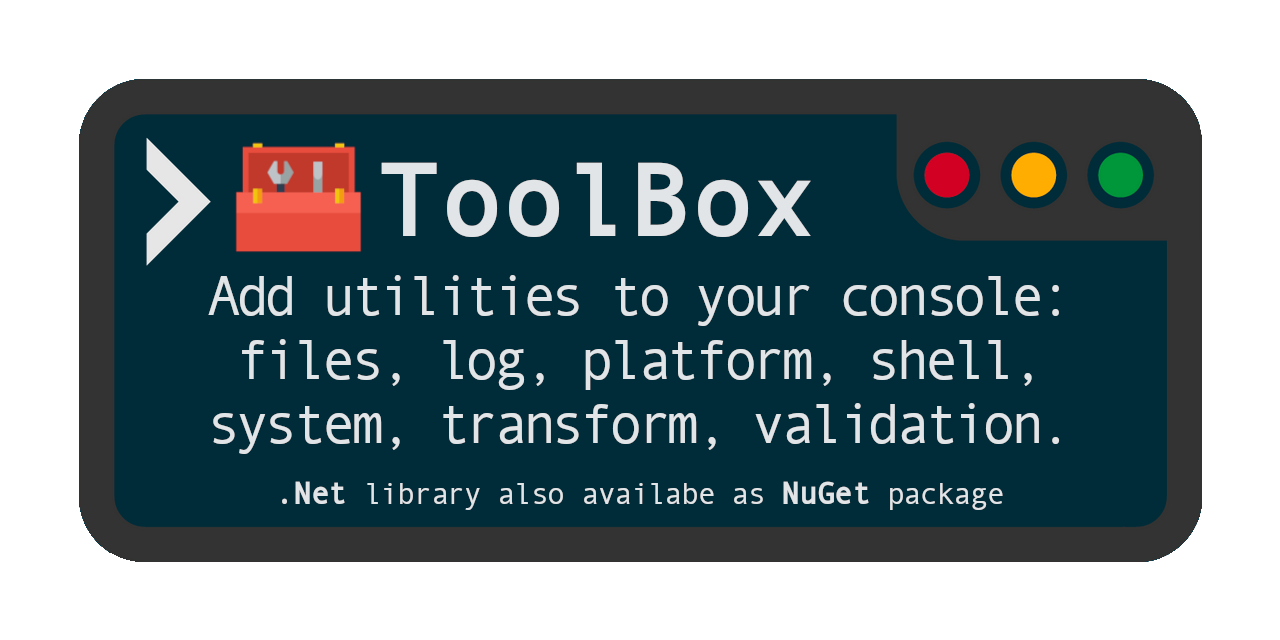 ToolBox
Add utilities to your console:
files, log, platform, shell,
system, transform, validation.
.Net library also availabe as NuGet package